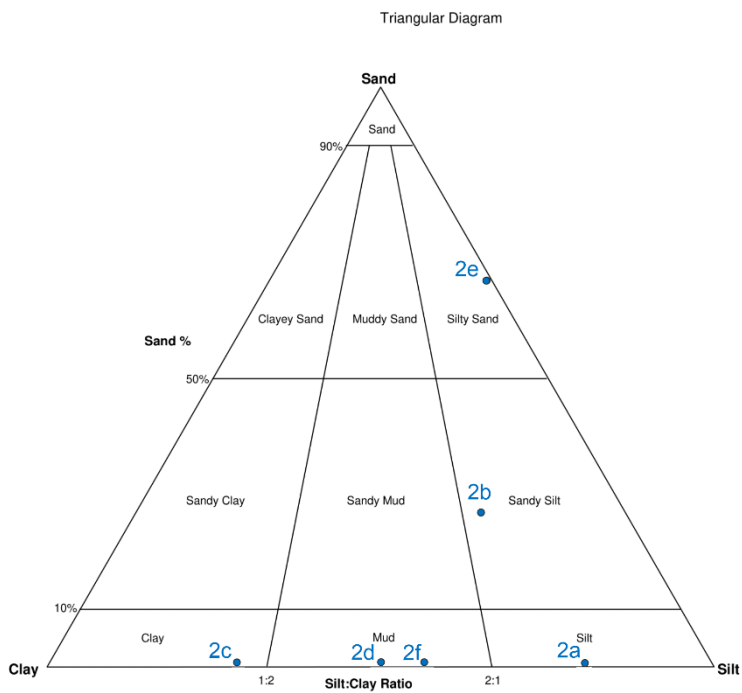 Triangular Diagram
Sand
Sand
90%
2e
Clayey Sand
Muddy Sand
Silty Sand
Sand %
50%
2b
Sandy Clay
Sandy Mud
Sandy Silt
10%
Clay
Mud
Silt
2c
2d
2f
2a
Clay
Silt
1:2
2:1
Silt:Clay Ratio